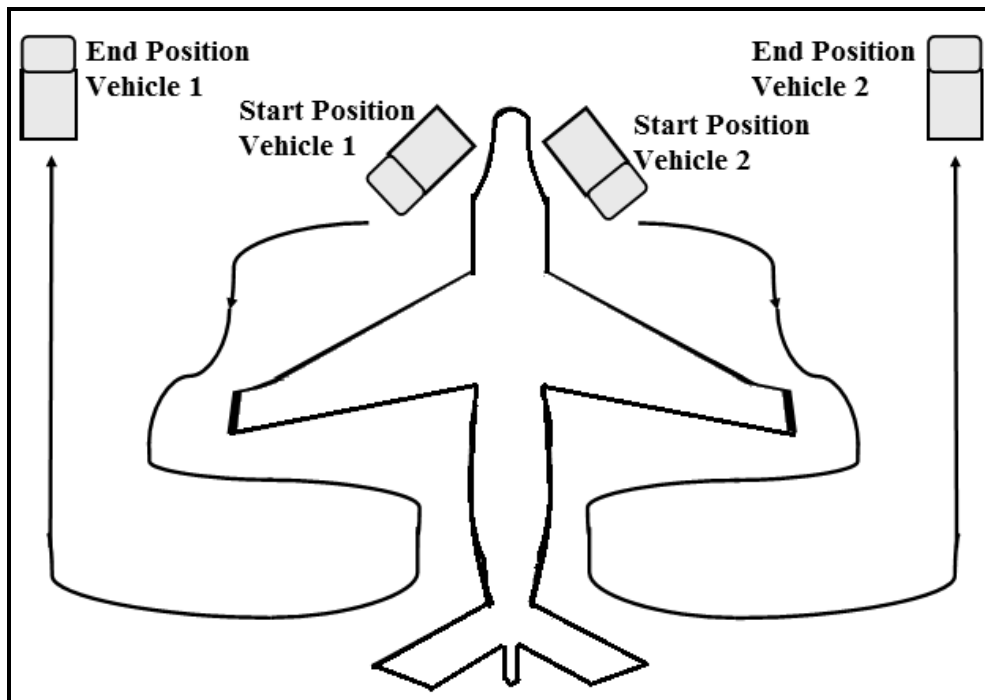 End Position
Vehicle 1
Start Position
Vehicle 1
End Position
Vehicle 2
Start Position
Vehicle 2